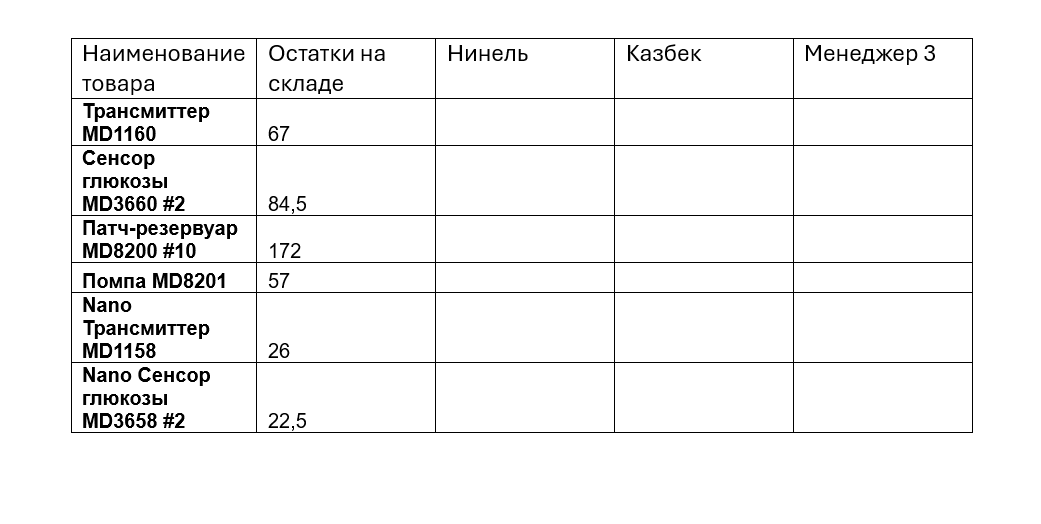 Наименование товара | Остатки на складе | Нинель | Казбек | Менеджер 3
Трансмиттер MD1160 | 67
Сенсор глюкозы MD3660 #2 | 84,5
Патч-резервуар MD8200 #10 | 172
Помпа MD8201 | 57
Nano Трансмиттер MD1158 | 26
Nano Сенсор глюкозы MD3658 #2 | 22,5